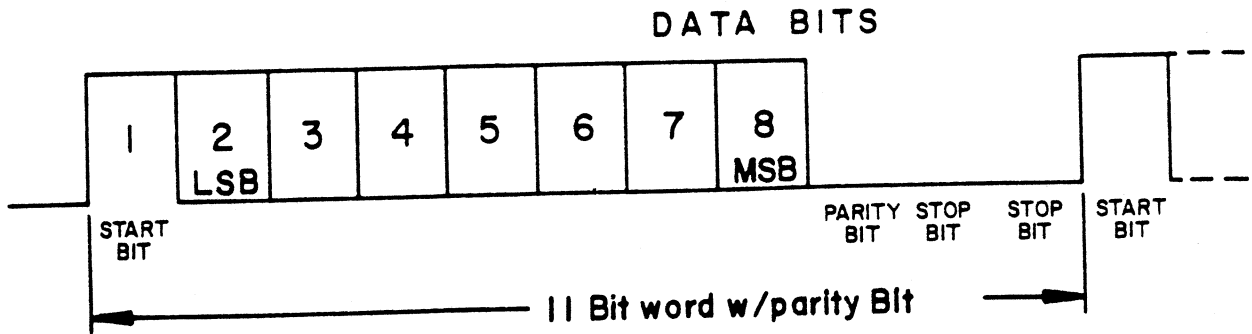 DATA BITS
1 2 3 4 5 6 7 8
LSB MSB
START BIT
PARITY BIT
STOP BIT
STOP BIT
START BIT
11 Bit word w/parity Bit